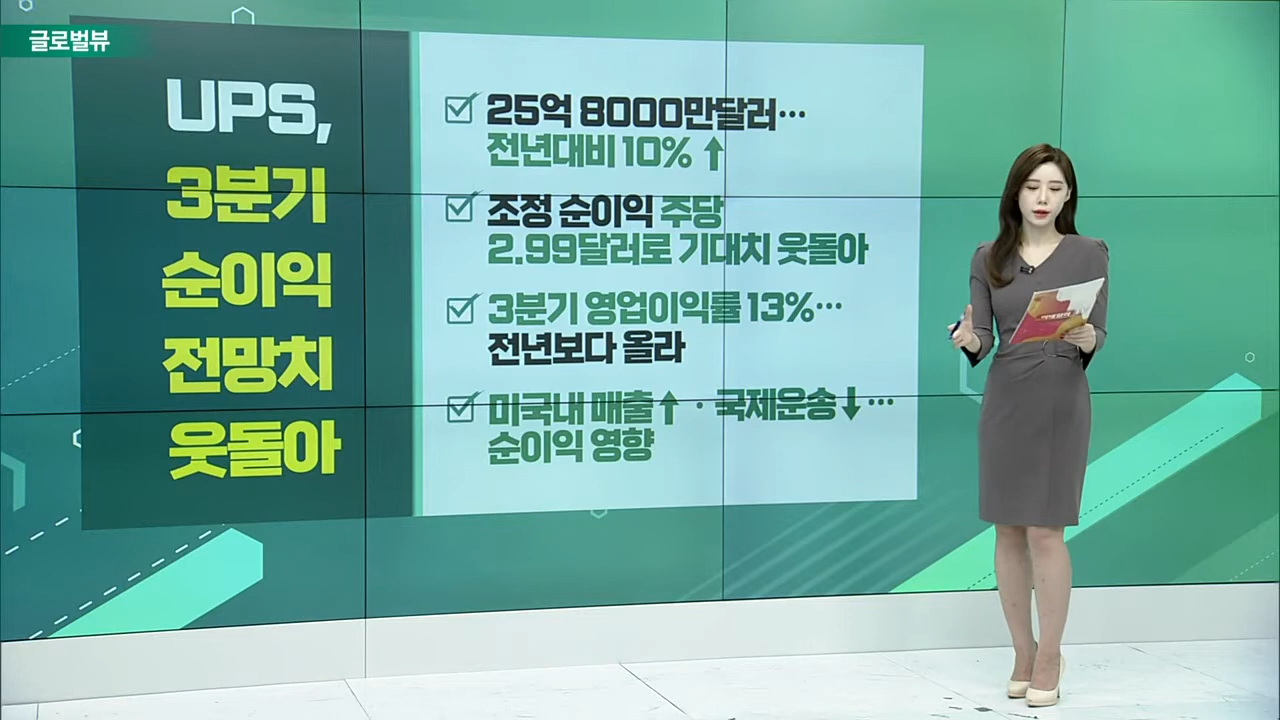 글로벌뷰
UPS,
3분기
순이익
전망치
웃돌아
25억 8000만달러…
전년대비 10% ↑
조정 순이익 주당
2.99달러로 기대치 웃돌아
3분기 영업이익률 13%…
전년보다 올라
미국내 매출↑ · 국제운송↓…
순이익 영향